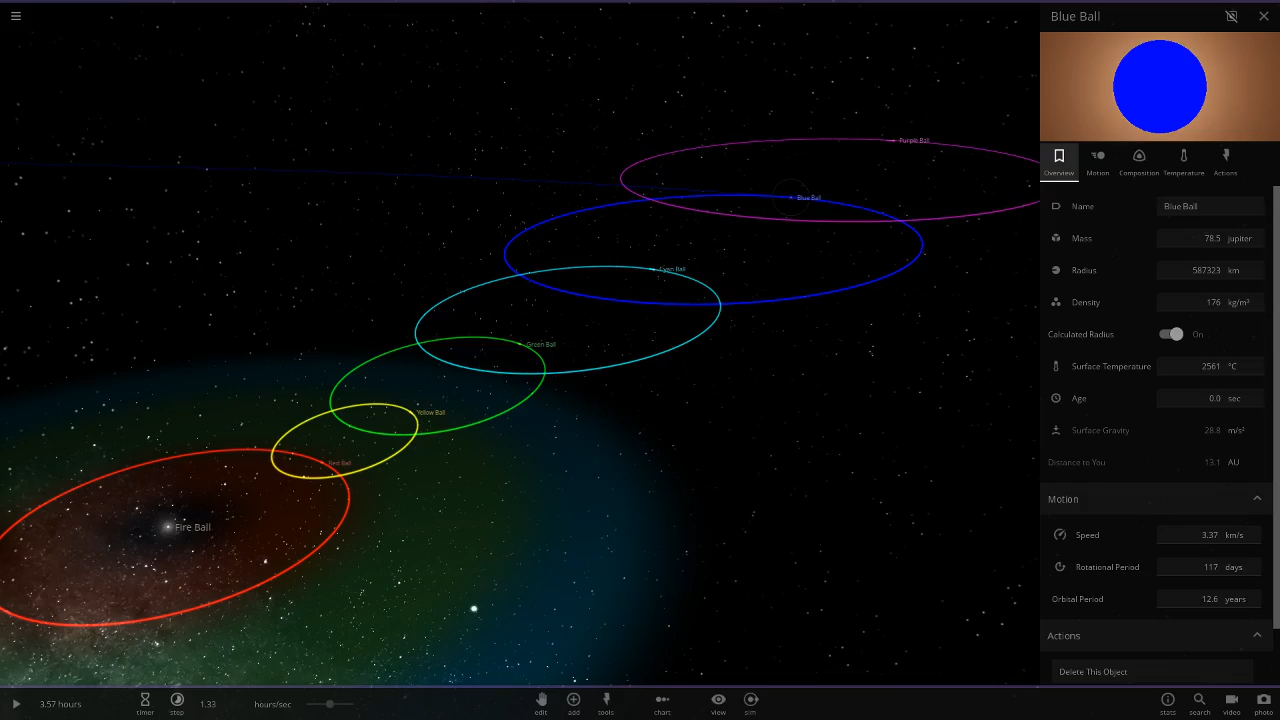 Blue Ball
Purple Ball
Blue Ball
Cyan Ball
Green Ball
Yellow Ball
Red Ball
Fire Ball
Overview Motion Composition Temperature Actions
Name Blue Ball
Mass 78.5 jupiter
Radius 587323 km
Density 176 kg/m³
Calculated Radius On
Surface Temperature 2561 °C
Age 0.0 sec
Surface Gravity 28.8 m/s²
Distance to You 13.1 AU
Motion
Speed 3.37 km/s
Rotational Period 117 days
Orbital Period 12.6 years
Actions
Delete This Object
3.57 hours timer step 1.33 hours/sec edit add tools chart view sim stats search video photo